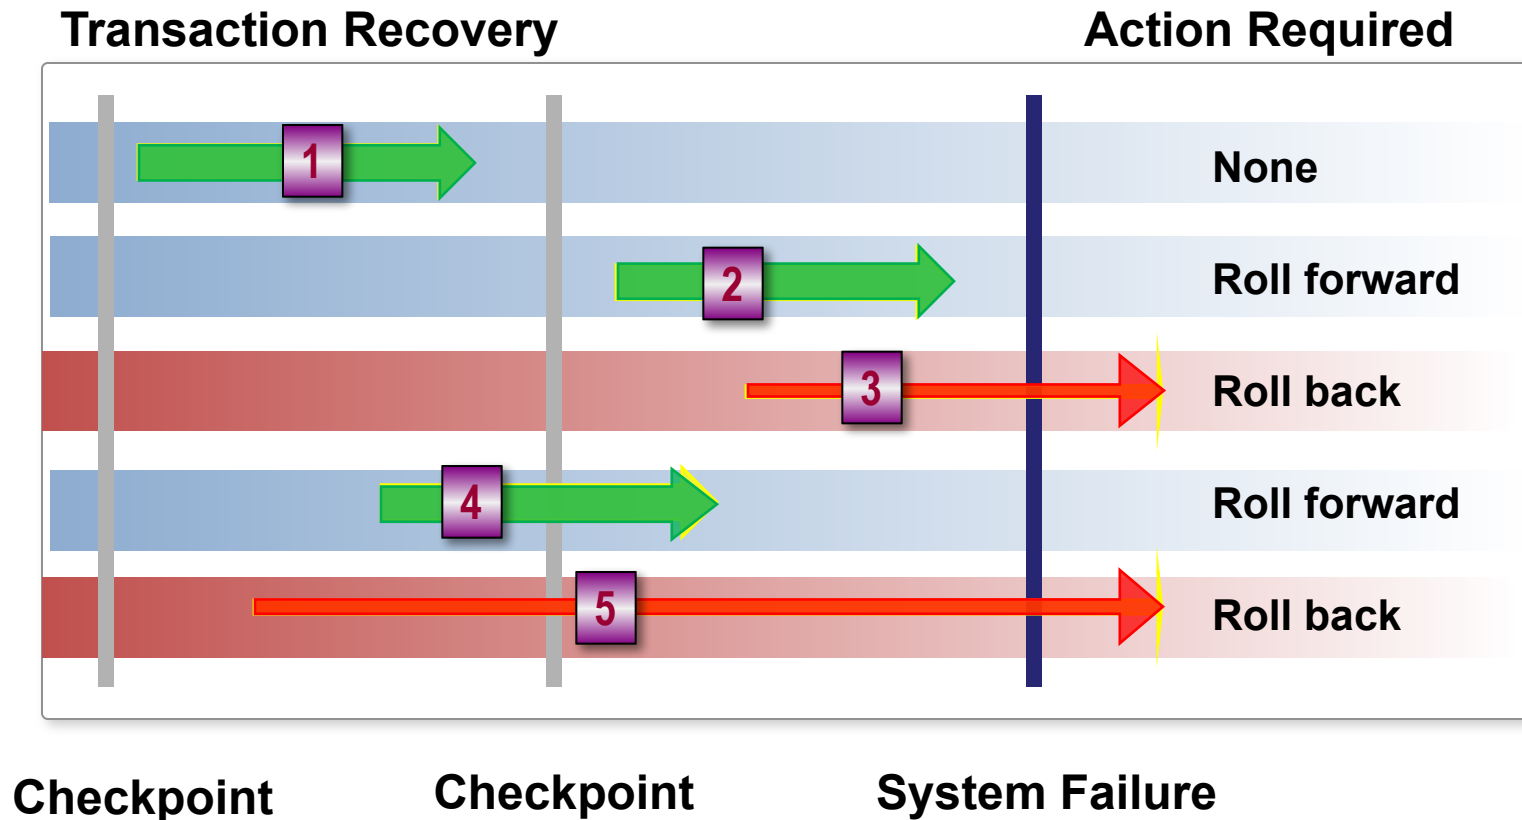 Transaction Recovery
Action Required
1
None
2
Roll forward
3
Roll back
4
Roll forward
5
Roll back
Checkpoint
Checkpoint
System Failure